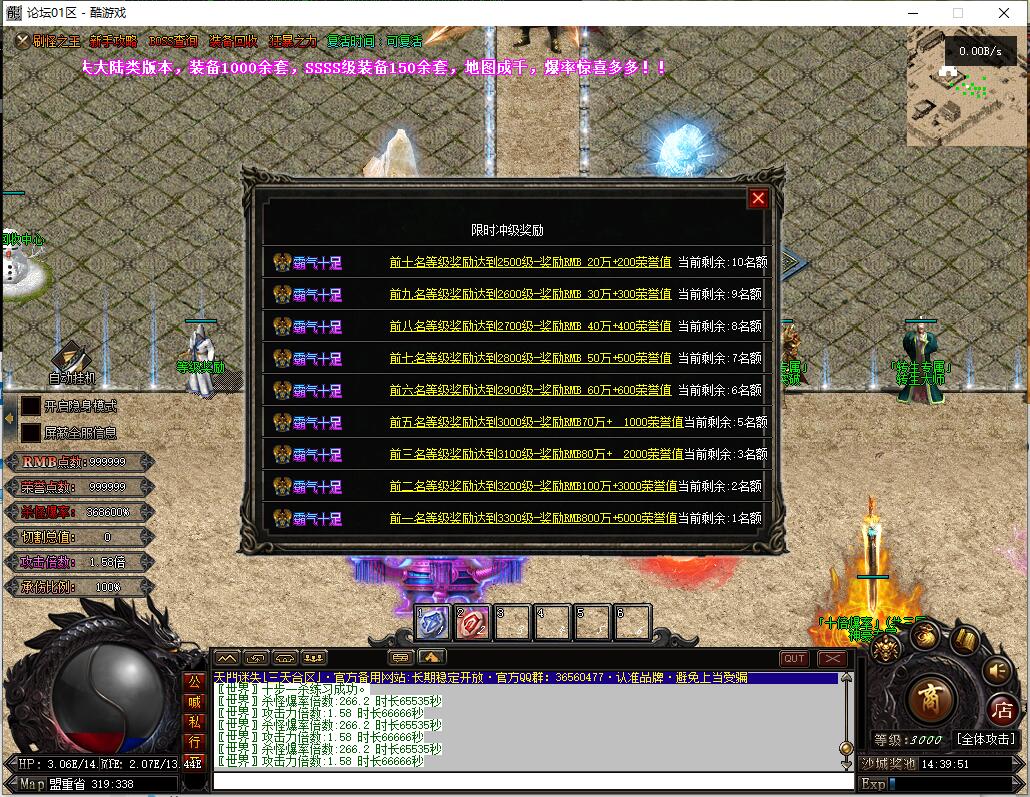 论坛01区 - 酷游戏
刷怪之王 新手攻略 BOSS查询 装备回收 狂暴之力 复活时间：可复活
大陆类版本，装备1000余套，SSSS级装备150余套，地图成千，爆率惊喜多多！！
0.00B/s
限时冲级奖励
霸气十足 前十名等级奖励达到2500级-奖励RMB 20万+200荣誉值 当前剩余:10名额
霸气十足 前九名等级奖励达到2600级-奖励RMB 30万+300荣誉值 当前剩余:9名额
霸气十足 前八名等级奖励达到2700级-奖励RMB 40万+400荣誉值 当前剩余:8名额
霸气十足 前七名等级奖励达到2800级-奖励RMB 50万+500荣誉值 当前剩余:7名额
霸气十足 前六名等级奖励达到2900级-奖励RMB 60万+600荣誉值 当前剩余:6名额
霸气十足 前五名等级奖励达到3000级-奖励RMB70万+ 1000荣誉值当前剩余:5名额
霸气十足 前三名等级奖励达到3100级-奖励RMB80万+ 2000荣誉值当前剩余:3名额
霸气十足 前二名等级奖励达到3200级-奖励RMB100万+3000荣誉值当前剩余:2名额
霸气十足 前一名等级奖励达到3300级-奖励RMB800万+5000荣誉值当前剩余:1名额
回收中心
等级奖励
自动挂机
「转生专属」
转生大师
开启隐身模式
屏蔽全服信息
RMB点数:999999
荣誉点数: 999999
杀怪爆率: 368600%
切割总值: 0
攻击倍数: 1.58倍
承伤比例: 100%
1 2 3 4 5 6
「十倍爆率」
QUT
公
喊
私
行
天門迷失[三天合区]·官方备用网站:长期稳定开放·官方QQ群：36560477·认准品牌·避免上当受骗
〖世界〗十步一杀练习成功。
〖世界〗杀怪爆率倍数:266.2 时长65535秒
〖世界〗攻击力倍数:1.58 时长66666秒
〖世界〗杀怪爆率倍数:266.2 时长65535秒
〖世界〗攻击力倍数:1.58 时长66666秒
〖世界〗杀怪爆率倍数:266.2 时长65535秒
〖世界〗攻击力倍数:1.58 时长66666秒
商
店
等级:3000 [全体攻击]
沙城奖池 14:39:51
Exp
HP: 3.06E/14. MP: 2.07E/13.44E
Map 盟重省 319:338